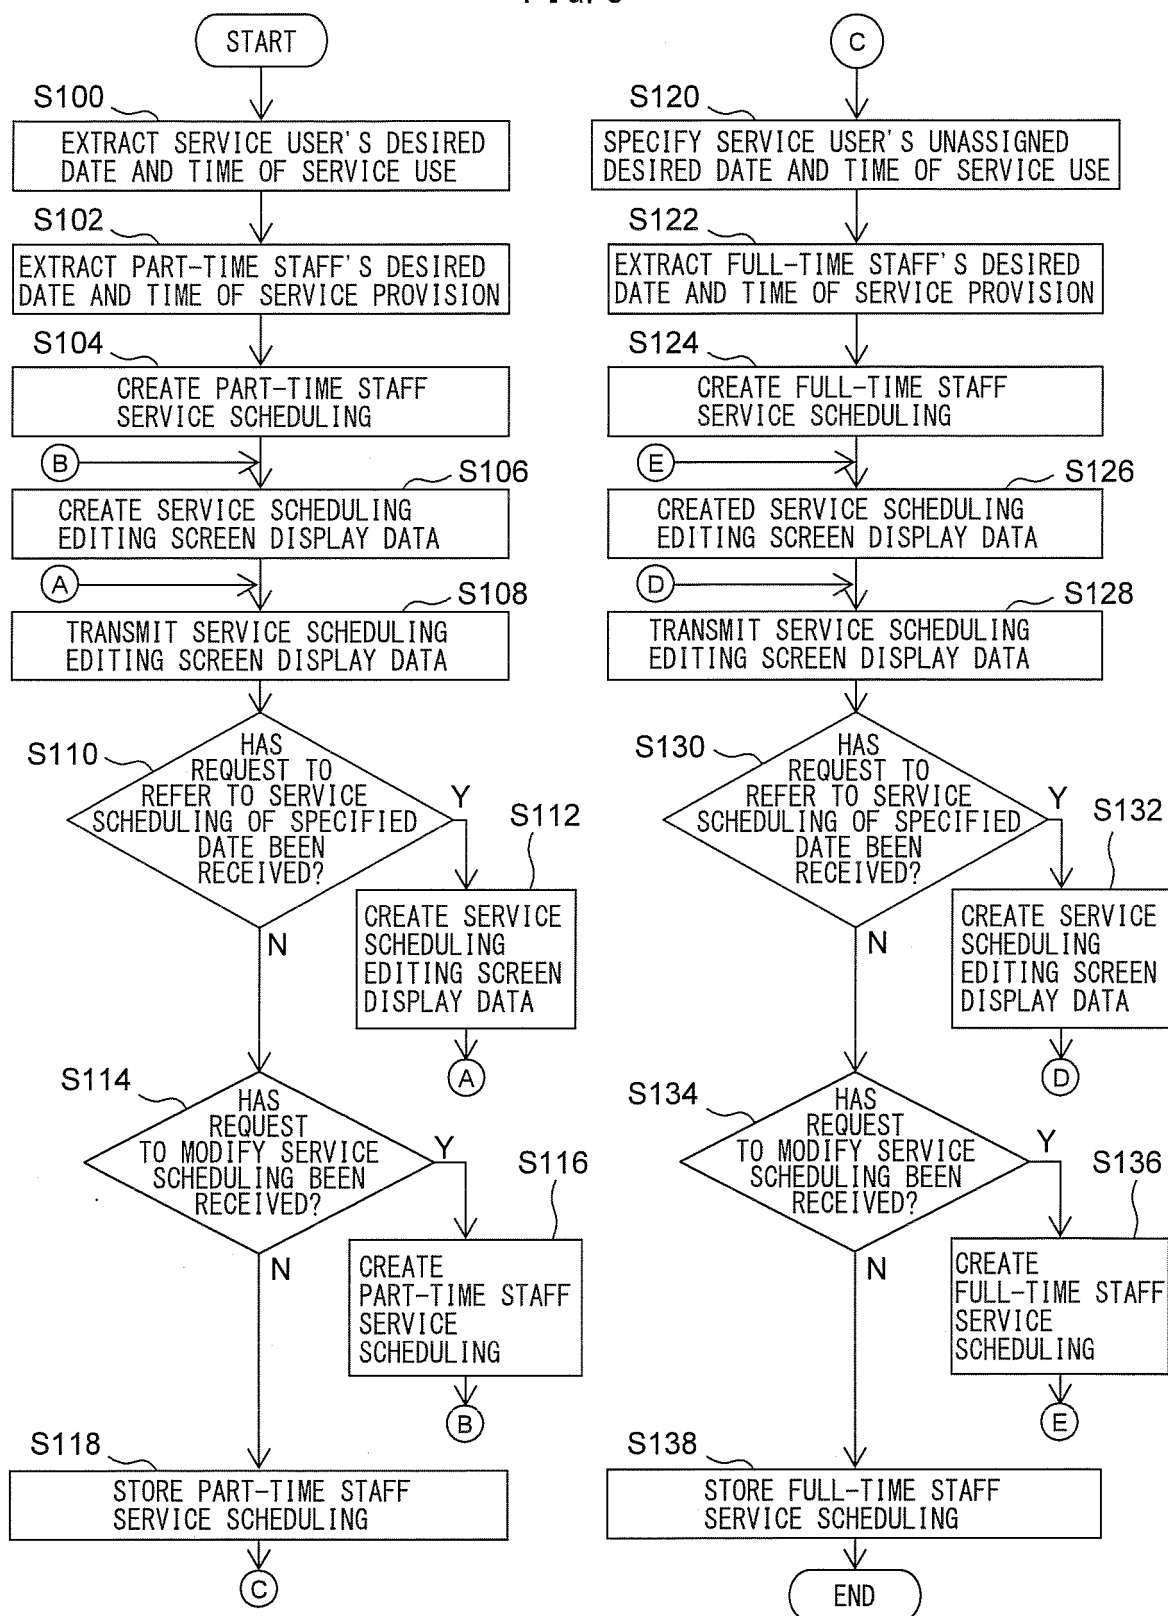 START
S100
EXTRACT SERVICE USER'S DESIRED
DATE AND TIME OF SERVICE USE
S102
EXTRACT PART-TIME STAFF'S DESIRED
DATE AND TIME OF SERVICE PROVISION
S104
CREATE PART-TIME STAFF
SERVICE SCHEDULING
B
S106
CREATE SERVICE SCHEDULING
EDITING SCREEN DISPLAY DATA
A
S108
TRANSMIT SERVICE SCHEDULING
EDITING SCREEN DISPLAY DATA
S110
HAS
REQUEST TO
REFER TO SERVICE
SCHEDULING OF SPECIFIED
DATE BEEN
RECEIVED?
Y
N
S112
CREATE SERVICE
SCHEDULING
EDITING SCREEN
DISPLAY DATA
A
S114
HAS
REQUEST
TO MODIFY SERVICE
SCHEDULING BEEN
RECEIVED?
Y
N
S116
CREATE
PART-TIME STAFF
SERVICE
SCHEDULING
B
S118
STORE PART-TIME STAFF
SERVICE SCHEDULING
C
C
S120
SPECIFY SERVICE USER'S UNASSIGNED
DESIRED DATE AND TIME OF SERVICE USE
S122
EXTRACT FULL-TIME STAFF'S DESIRED
DATE AND TIME OF SERVICE PROVISION
S124
CREATE FULL-TIME STAFF
SERVICE SCHEDULING
E
S126
CREATED SERVICE SCHEDULING
EDITING SCREEN DISPLAY DATA
D
S128
TRANSMIT SERVICE SCHEDULING
EDITING SCREEN DISPLAY DATA
S130
HAS
REQUEST TO
REFER TO SERVICE
SCHEDULING OF SPECIFIED
DATE BEEN
RECEIVED?
Y
N
S132
CREATE SERVICE
SCHEDULING
EDITING SCREEN
DISPLAY DATA
D
S134
HAS
REQUEST
TO MODIFY SERVICE
SCHEDULING BEEN
RECEIVED?
Y
N
S136
CREATE
FULL-TIME STAFF
SERVICE
SCHEDULING
E
S138
STORE FULL-TIME STAFF
SERVICE SCHEDULING
END